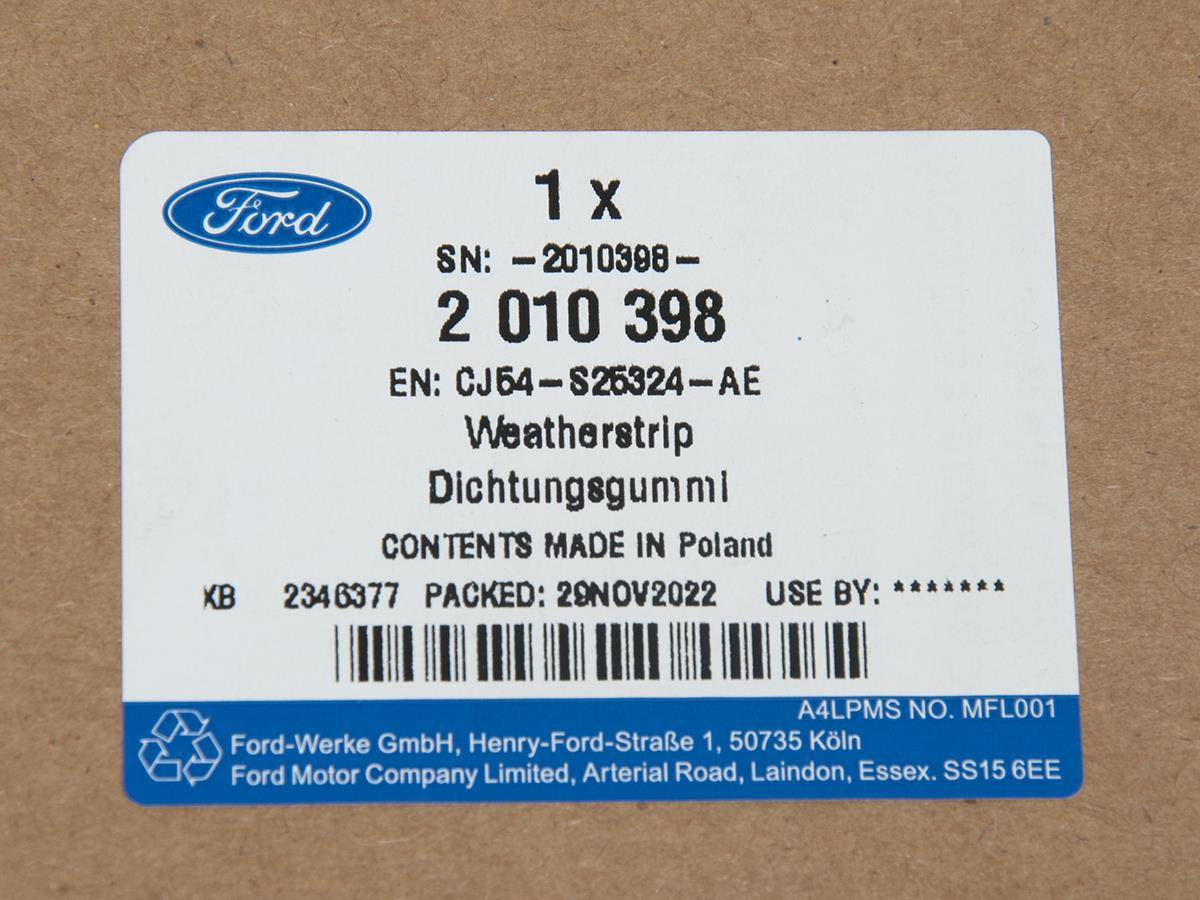 Ford
1 x
SN: -2010398-
2 010 398
EN: CJ54-S25324-AE
Weatherstrip
Dichtungsgummi
CONTENTS MADE IN Poland
XB 2346377 PACKED: 29NOV2022 USE BY: *******
A4LPMS NO. MFL001
Ford-Werke GmbH, Henry-Ford-Straße 1, 50735 Köln
Ford Motor Company Limited, Arterial Road, Laindon, Essex. SS15 6EE